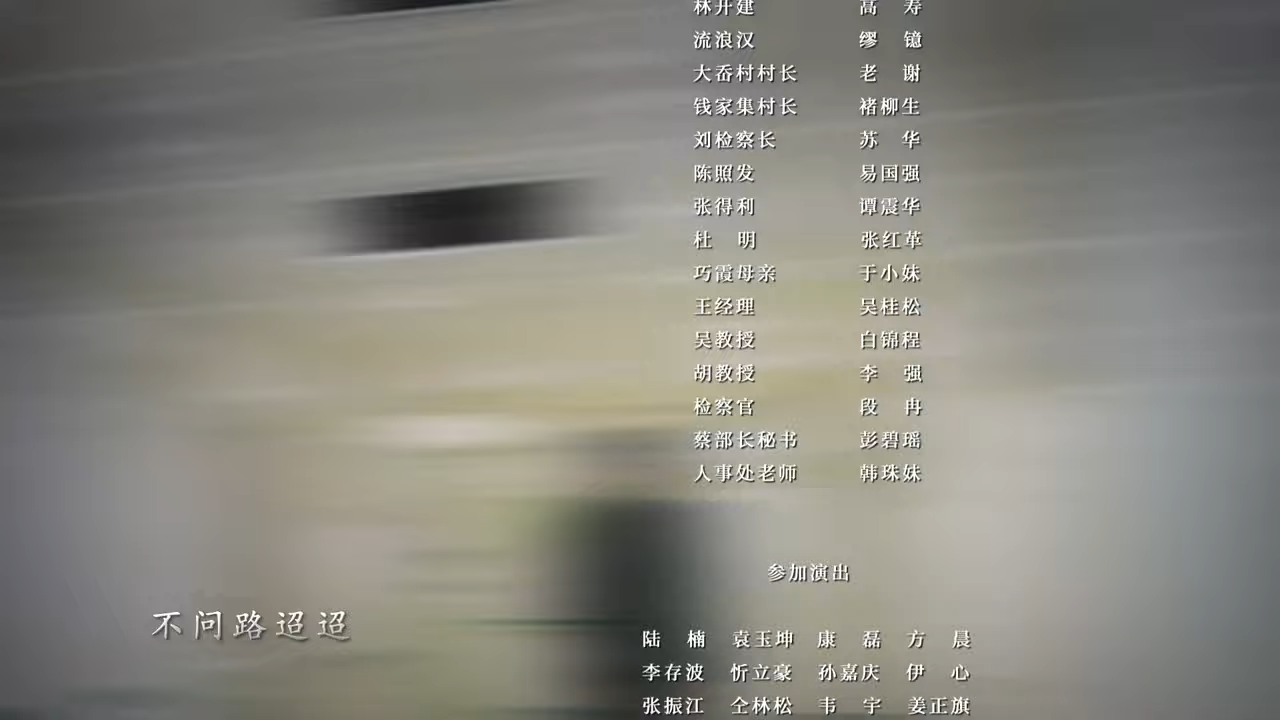 林开建 高 寿
流浪汉 缪 镱
大岙村村长 老 谢
钱家集村长 褚柳生
刘检察长 苏 华
陈照发 易国强
张得利 谭震华
杜 明 张红革
巧霞母亲 于小妹
王经理 吴桂松
吴教授 白锦程
胡教授 李 强
检察官 段 冉
蔡部长秘书 彭碧瑶
人事处老师 韩珠妹
参加演出
不问路迢迢
陆 楠 袁玉坤 康 磊 方 晨
李存波 忻立豪 孙嘉庆 伊 心
张振江 仝林松 韦 宇 姜正旗